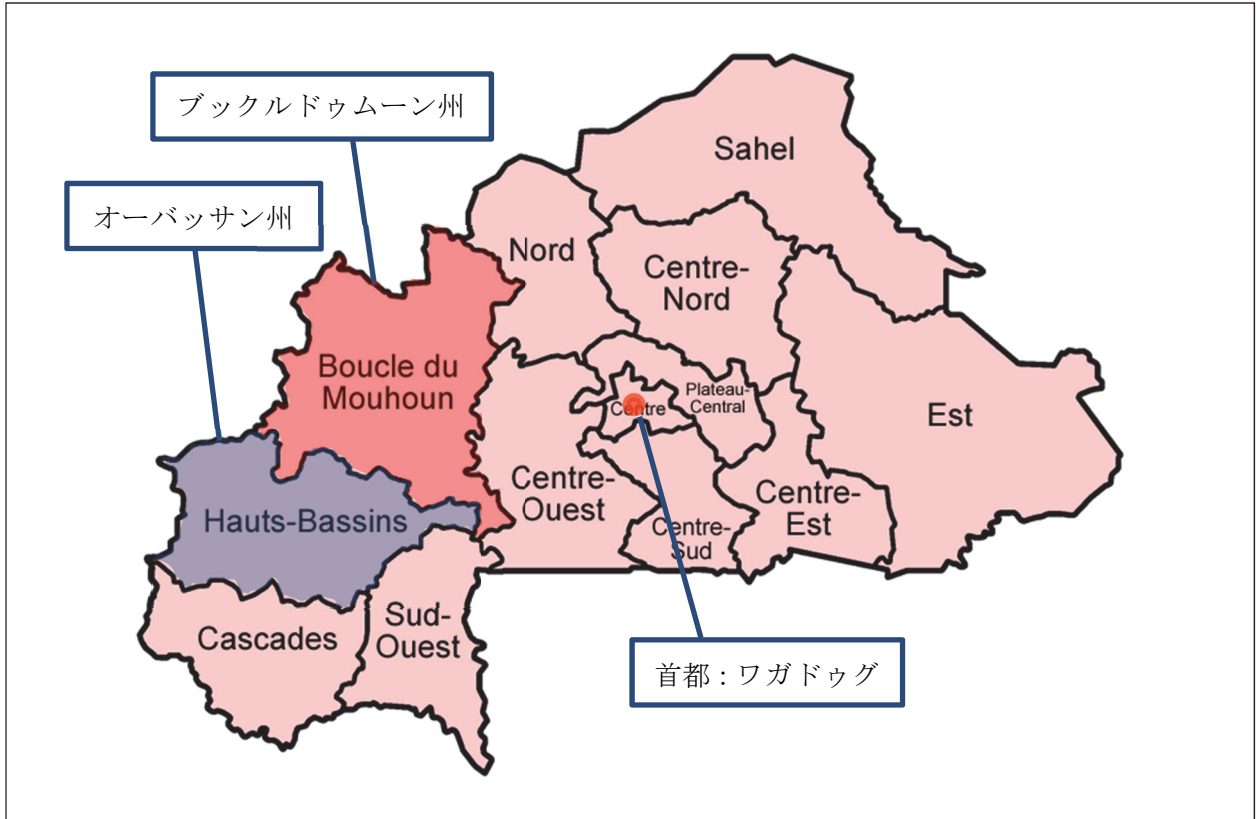 ブックルドゥムーン州
オーバッサン州
Sahel
Nord
Centre-
Nord
Boucle du
Mouhoun
Plateau-
Central
Centre
Est
Centre-
Ouest
Centre-
Est
Hauts-Bassins
Centre-
Sud
Cascades
Sud-
Ouest
首都：ワガドゥグ